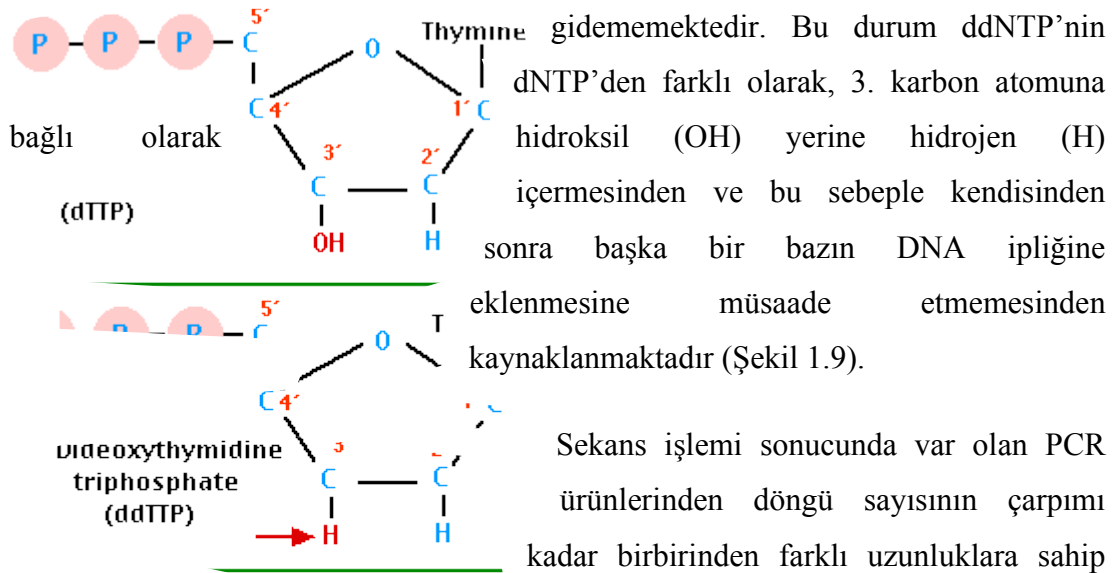 5´
P P P C
Thymine
O
C 4´
1´ C
3´ 2´
C C
(dTTP)
OH H
gidememektedir. Bu durum ddNTP’nin
dNTP’den farklı olarak, 3. karbon atomuna
bağlı olarak hidroksil (OH) yerine hidrojen (H)
içermesinden ve bu sebeple kendisinden
sonra başka bir bazın DNA ipliğine
eklenmesine müsaade etmemesinden
kaynaklanmaktadır (Şekil 1.9).
5´
P P
T
O
C 4´
C C
Dideoxythymidine
triphosphate
(ddTTP)
H H
Sekans işlemi sonucunda var olan PCR
ürünlerinden döngü sayısının çarpımı
kadar birbirinden farklı uzunluklara sahip